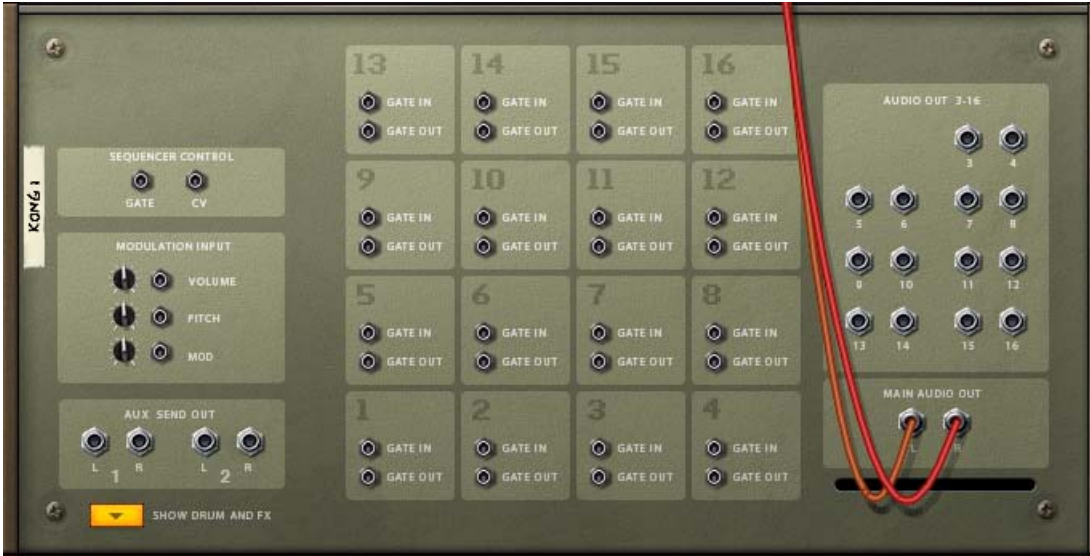 KONG 1
SEQUENCER CONTROL
GATE CV
MODULATION INPUT
VOLUME
PITCH
MOD
AUX SEND OUT
L R L R
1 2
SHOW DRUM AND FX
13 14 15 16
GATE IN GATE IN GATE IN GATE IN
GATE OUT GATE OUT GATE OUT GATE OUT
9 10 11 12
GATE IN GATE IN GATE IN GATE IN
GATE OUT GATE OUT GATE OUT GATE OUT
5 6 7 8
GATE IN GATE IN GATE IN GATE IN
GATE OUT GATE OUT GATE OUT GATE OUT
1 2 3 4
GATE IN GATE IN GATE IN GATE IN
GATE OUT GATE OUT GATE OUT GATE OUT
AUDIO OUT 3-16
3 4
5 6 7 8
9 10 11 12
13 14 15 16
MAIN AUDIO OUT
L R